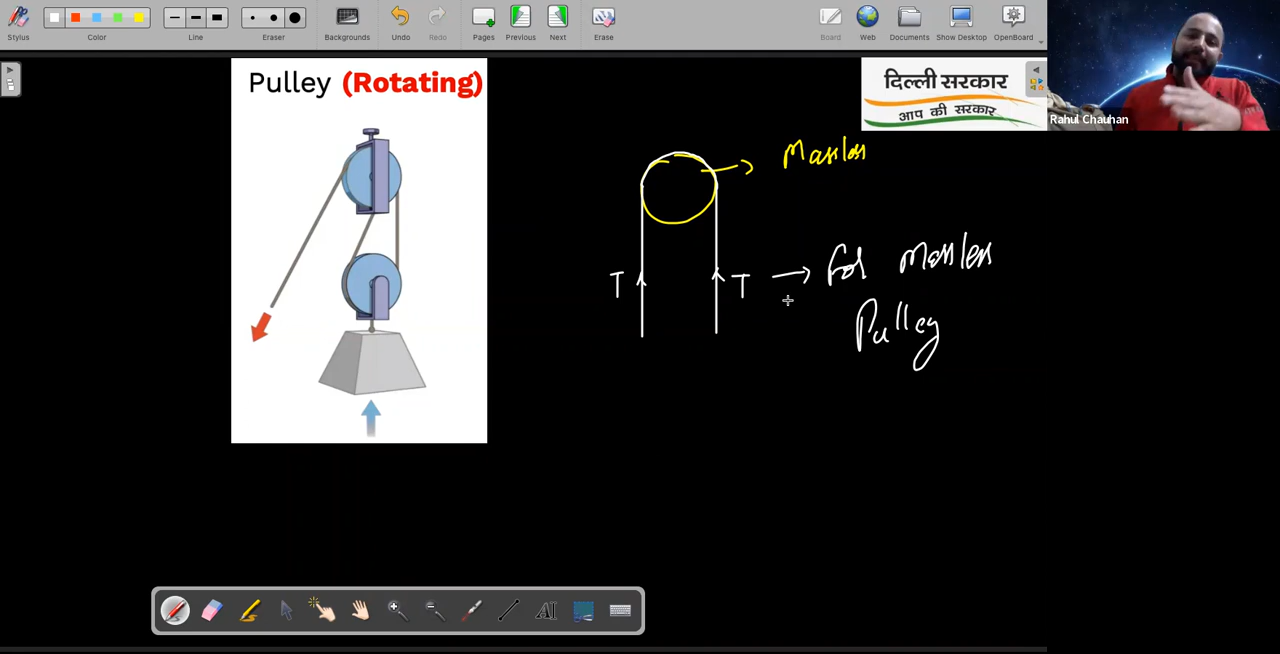 Stylus
Color
Line
Eraser
Backgrounds
Undo
Redo
Pages
Previous
Next
Erase
Board
Web
Documents
Show Desktop
OpenBoard
Pulley (Rotating)
दिल्ली सरकार
आप की सरकार
Rahul Chauhan
Massless
T
T → For Massless
Pulley
AI